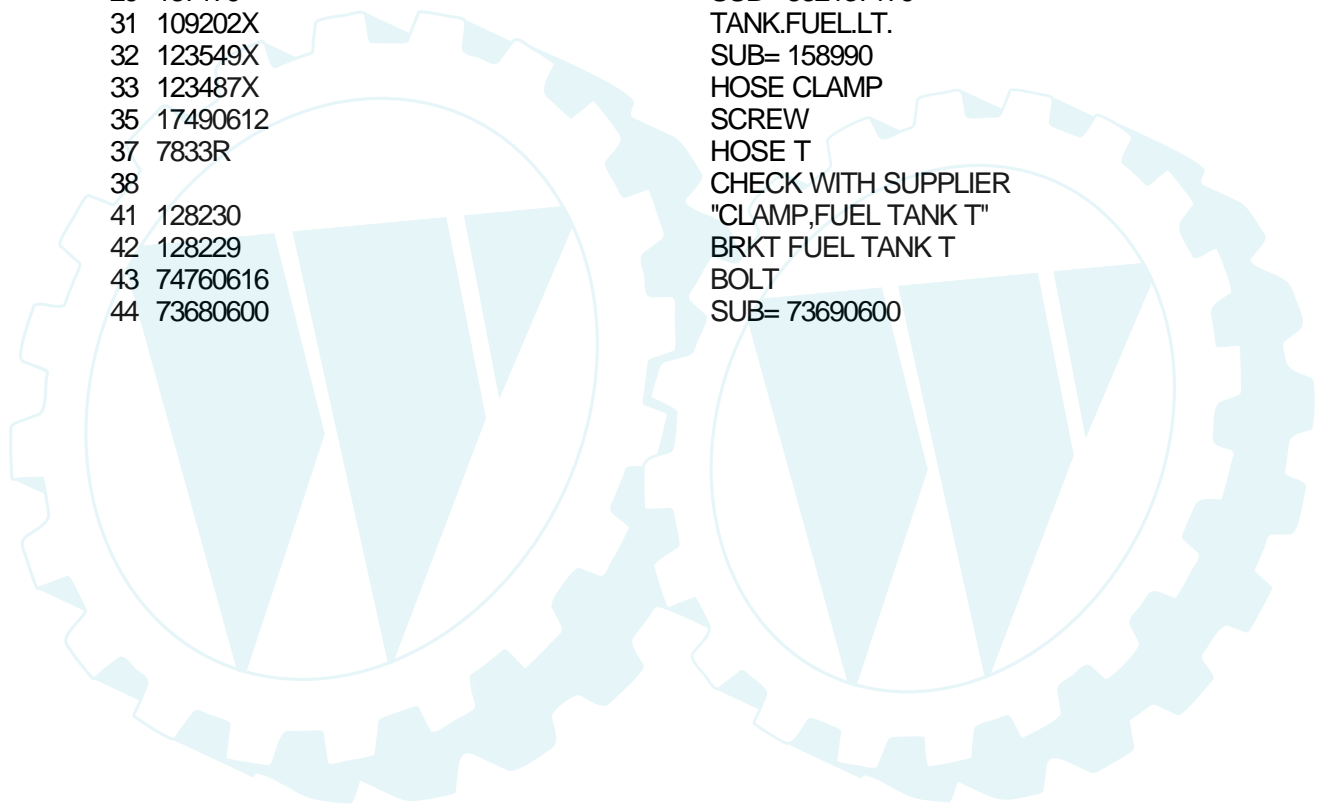 31 109202X TANK.FUEL.LT.
32 123549X SUB= 158990
33 123487X HOSE CLAMP
35 17490612 SCREW
37 7833R HOSE T
38 CHECK WITH SUPPLIER
41 128230 "CLAMP,FUEL TANK T"
42 128229 BRKT FUEL TANK T
43 74760616 BOLT
44 73680600 SUB= 73690600